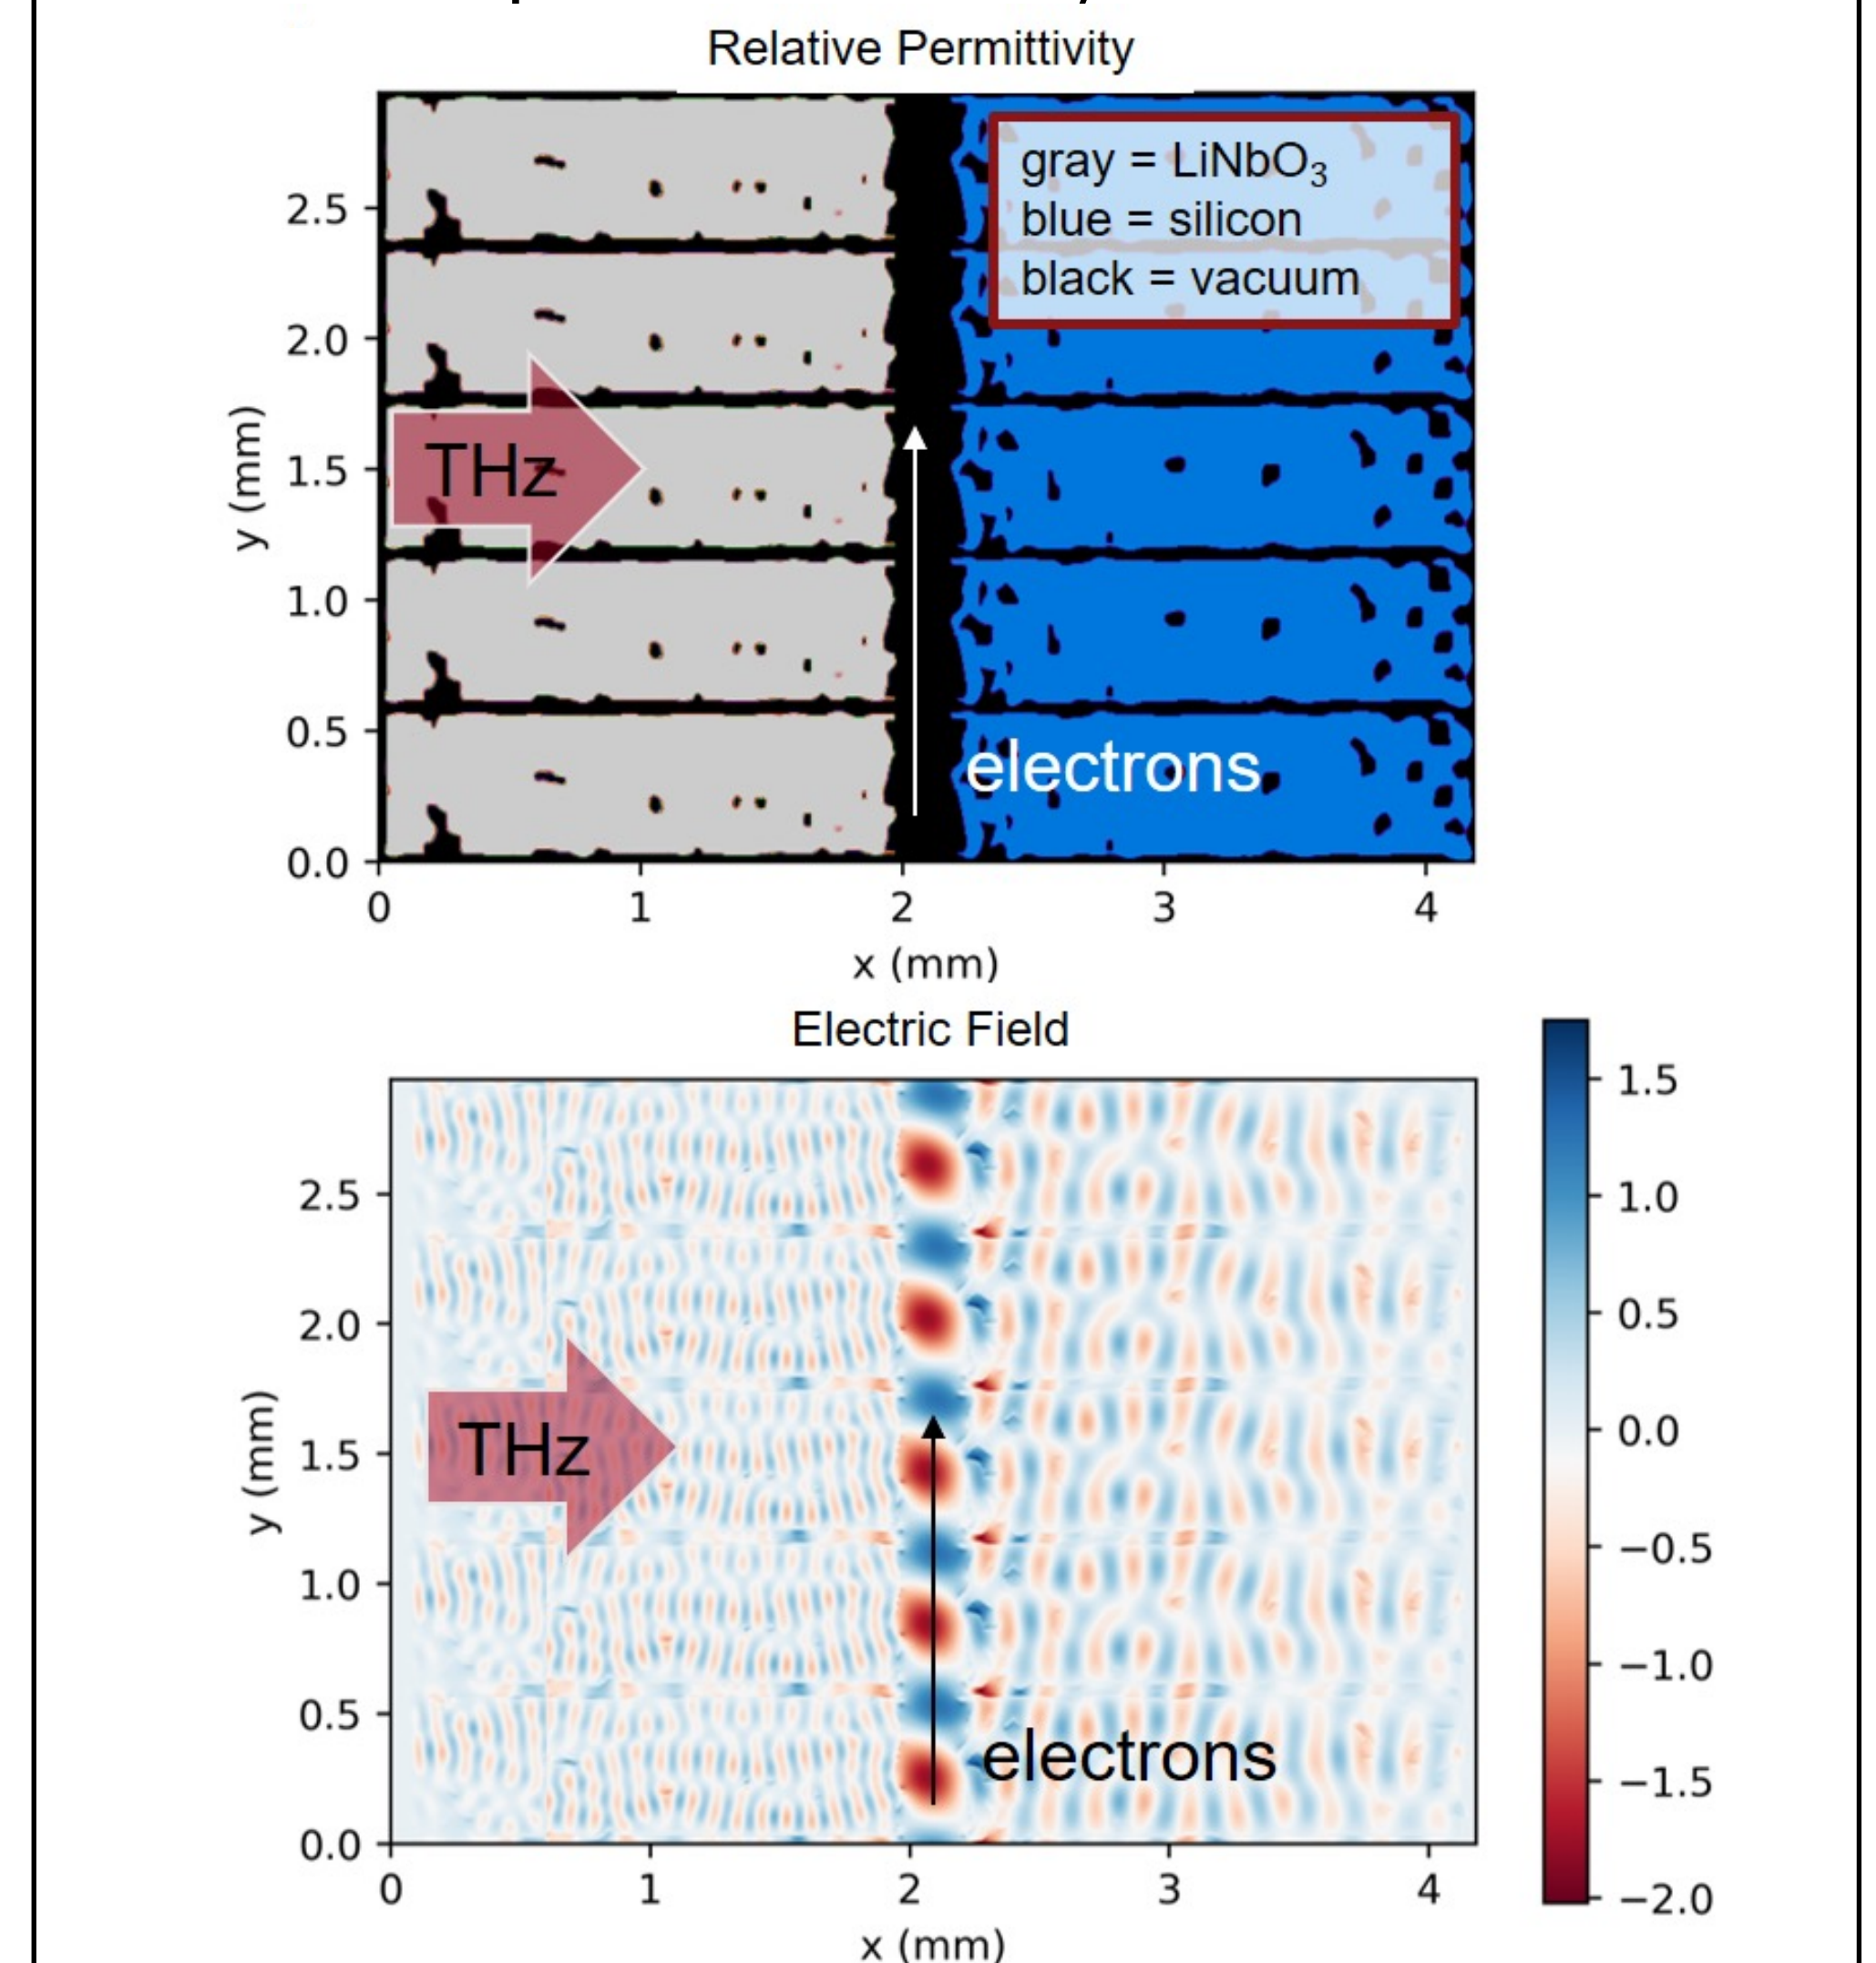 Relative Permittivity
gray = LiNbO3
blue = silicon
black = vacuum
THz
electrons
y (mm)
2.5
2.0
1.5
1.0
0.5
0.0
0 1 2 3 4
x (mm)
Electric Field
THz
electrons
y (mm)
2.5
2.0
1.5
1.0
0.5
0.0
0 1 2 3 4
x (mm)
1.5
1.0
0.5
0.0
−0.5
−1.0
−1.5
−2.0